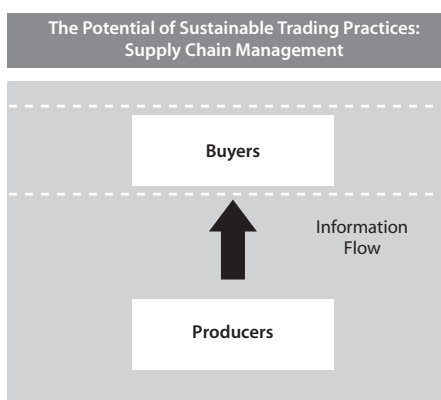 The Potential of Sustainable Trading Practices:
Supply Chain Management
Buyers
Information
Flow
Producers